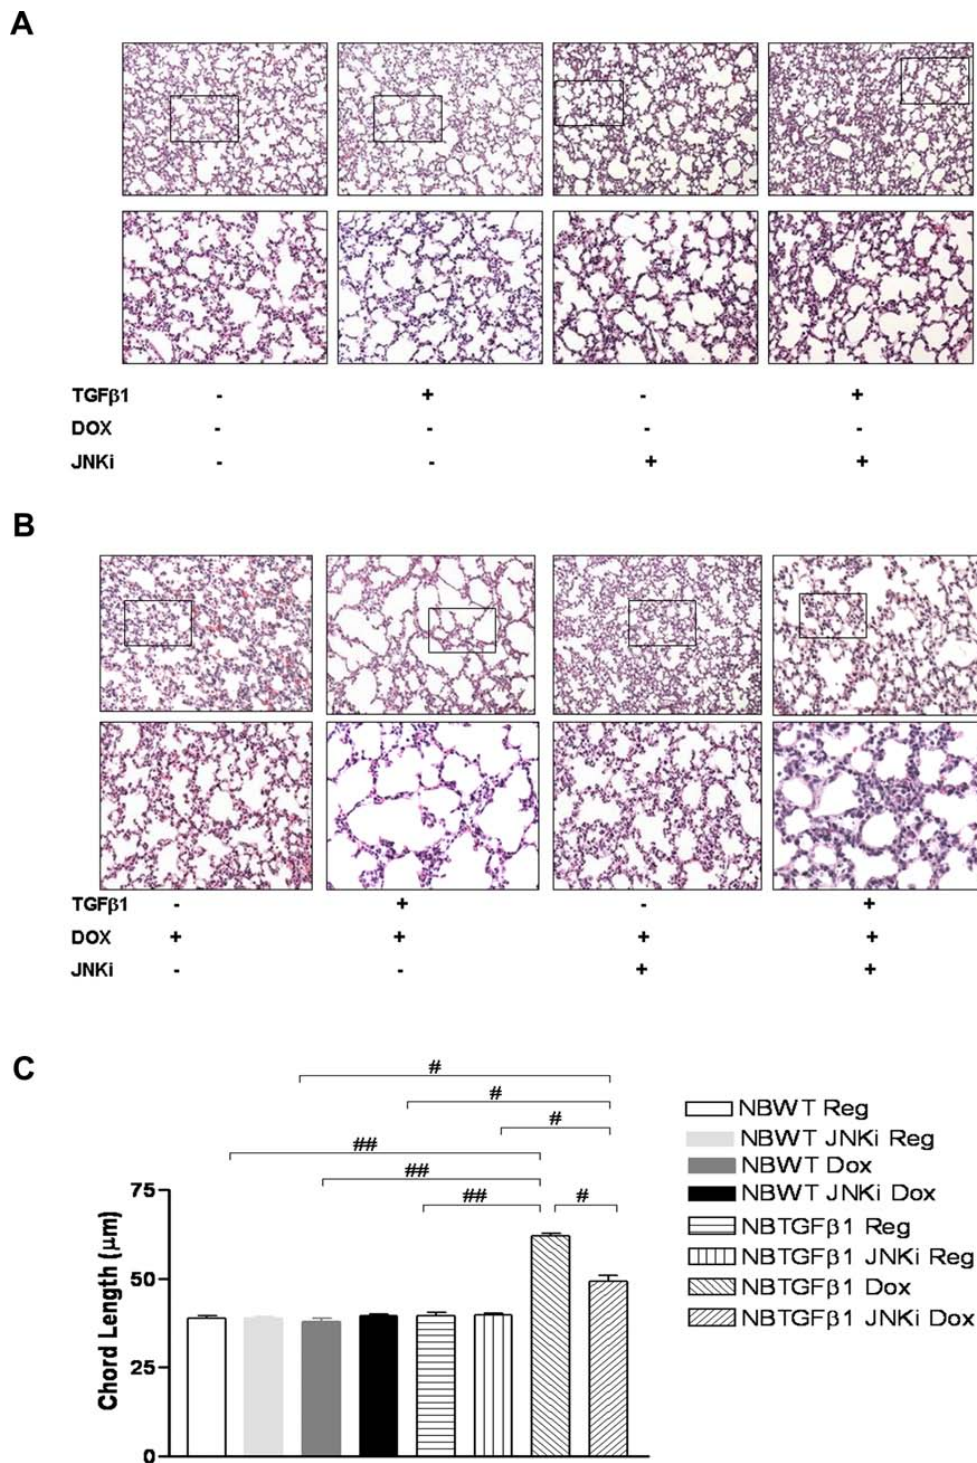 A
TGFβ1 - + - +
DOX - - - -
JNKi - - + +
B
TGFβ1 - + - +
DOX + + + +
JNKi - - + +
C
#
#
#
##
##
##
#
75
50
25
0
Chord Length (μm)
NBWT Reg
NBWT JNKi Reg
NBWT Dox
NBWT JNKi Dox
NBTGFβ1 Reg
NBTGFβ1 JNKi Reg
NBTGFβ1 Dox
NBTGFβ1 JNKi Dox